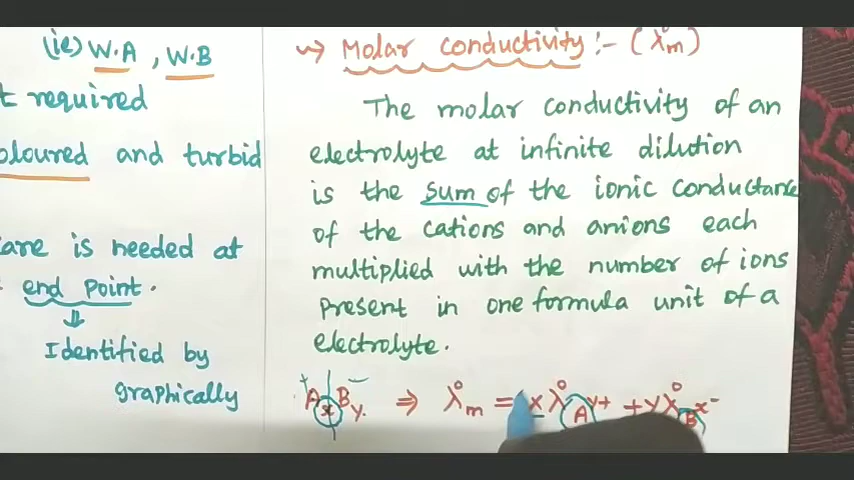 (ie) W.A , W.B
t required
oloured and turbid
are is needed at
end point.
⇓
Identified by
graphically
⇝ Molar conductivity :- (λ°m)
The molar conductivity of an
electrolyte at infinite dilution
is the sum of the ionic conductance
of the cations and anions each
multiplied with the number of ions
present in one formula unit of a
electrolyte.
AxBy ⇒ λ°m = xλ°A^y+ + yλ°B^x-